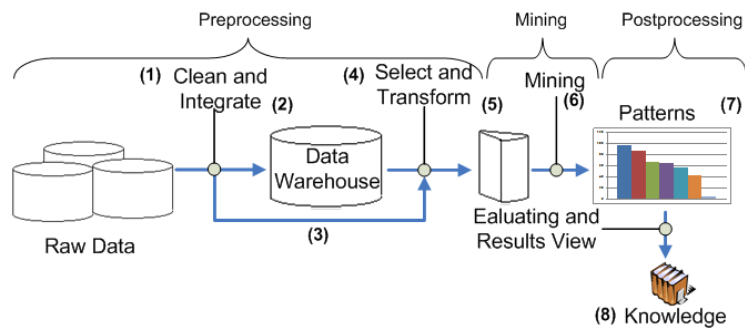 Preprocessing
Mining
Postprocessing
(1)
Clean and
Integrate
(2)
(4)
Select and
Transform
(5)
Mining
(6)
Patterns
(7)
Data
Warehouse
Raw Data
(3)
Ealuating and
Results View
(8)
Knowledge